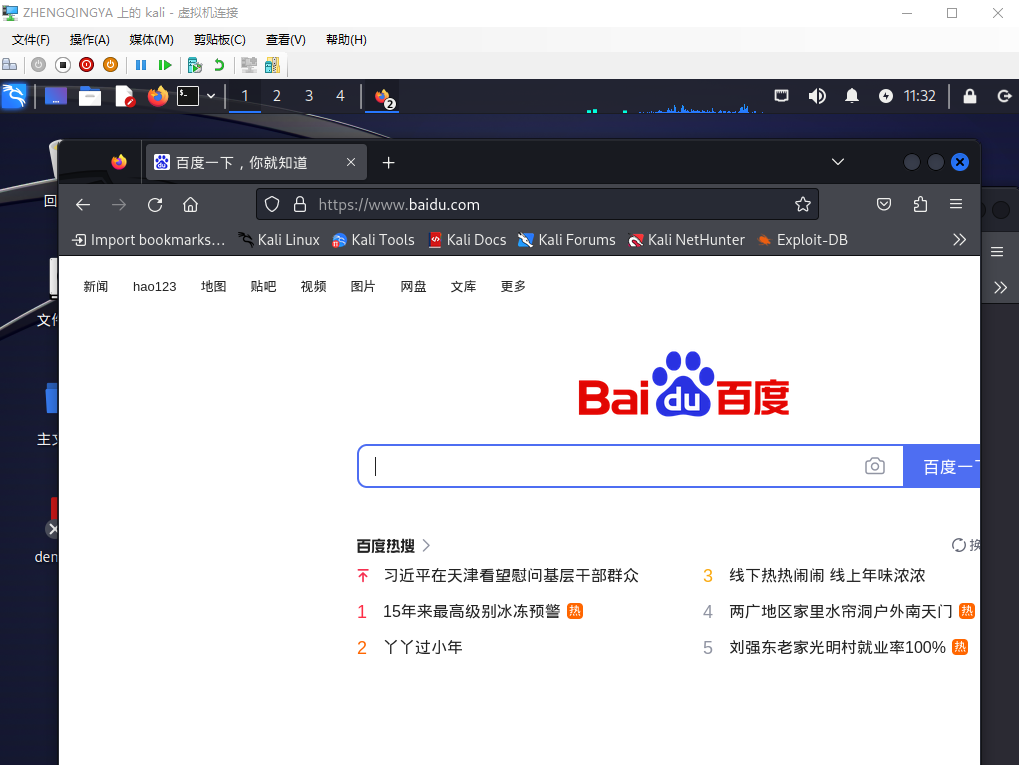 ZHENGQINGYA 上的 kali - 虚拟机连接
文件(F) 操作(A) 媒体(M) 剪贴板(C) 查看(V) 帮助(H)
1 2 3 4 2 11:32
百度一下，你就知道
https://www.baidu.com
Import bookmarks... Kali Linux Kali Tools Kali Docs Kali Forums Kali NetHunter Exploit-DB
新闻 hao123 地图 贴吧 视频 图片 网盘 文库 更多
Bai du 百度
百度一
百度热搜
换
习近平在天津看望慰问基层干部群众
3 线下热热闹闹 线上年味浓浓
1 15年来最高级别冰冻预警 热
4 两广地区家里水帘洞户外南天门 热
2 丫丫过小年
5 刘强东老家光明村就业率100% 热
回
文件
主文
den